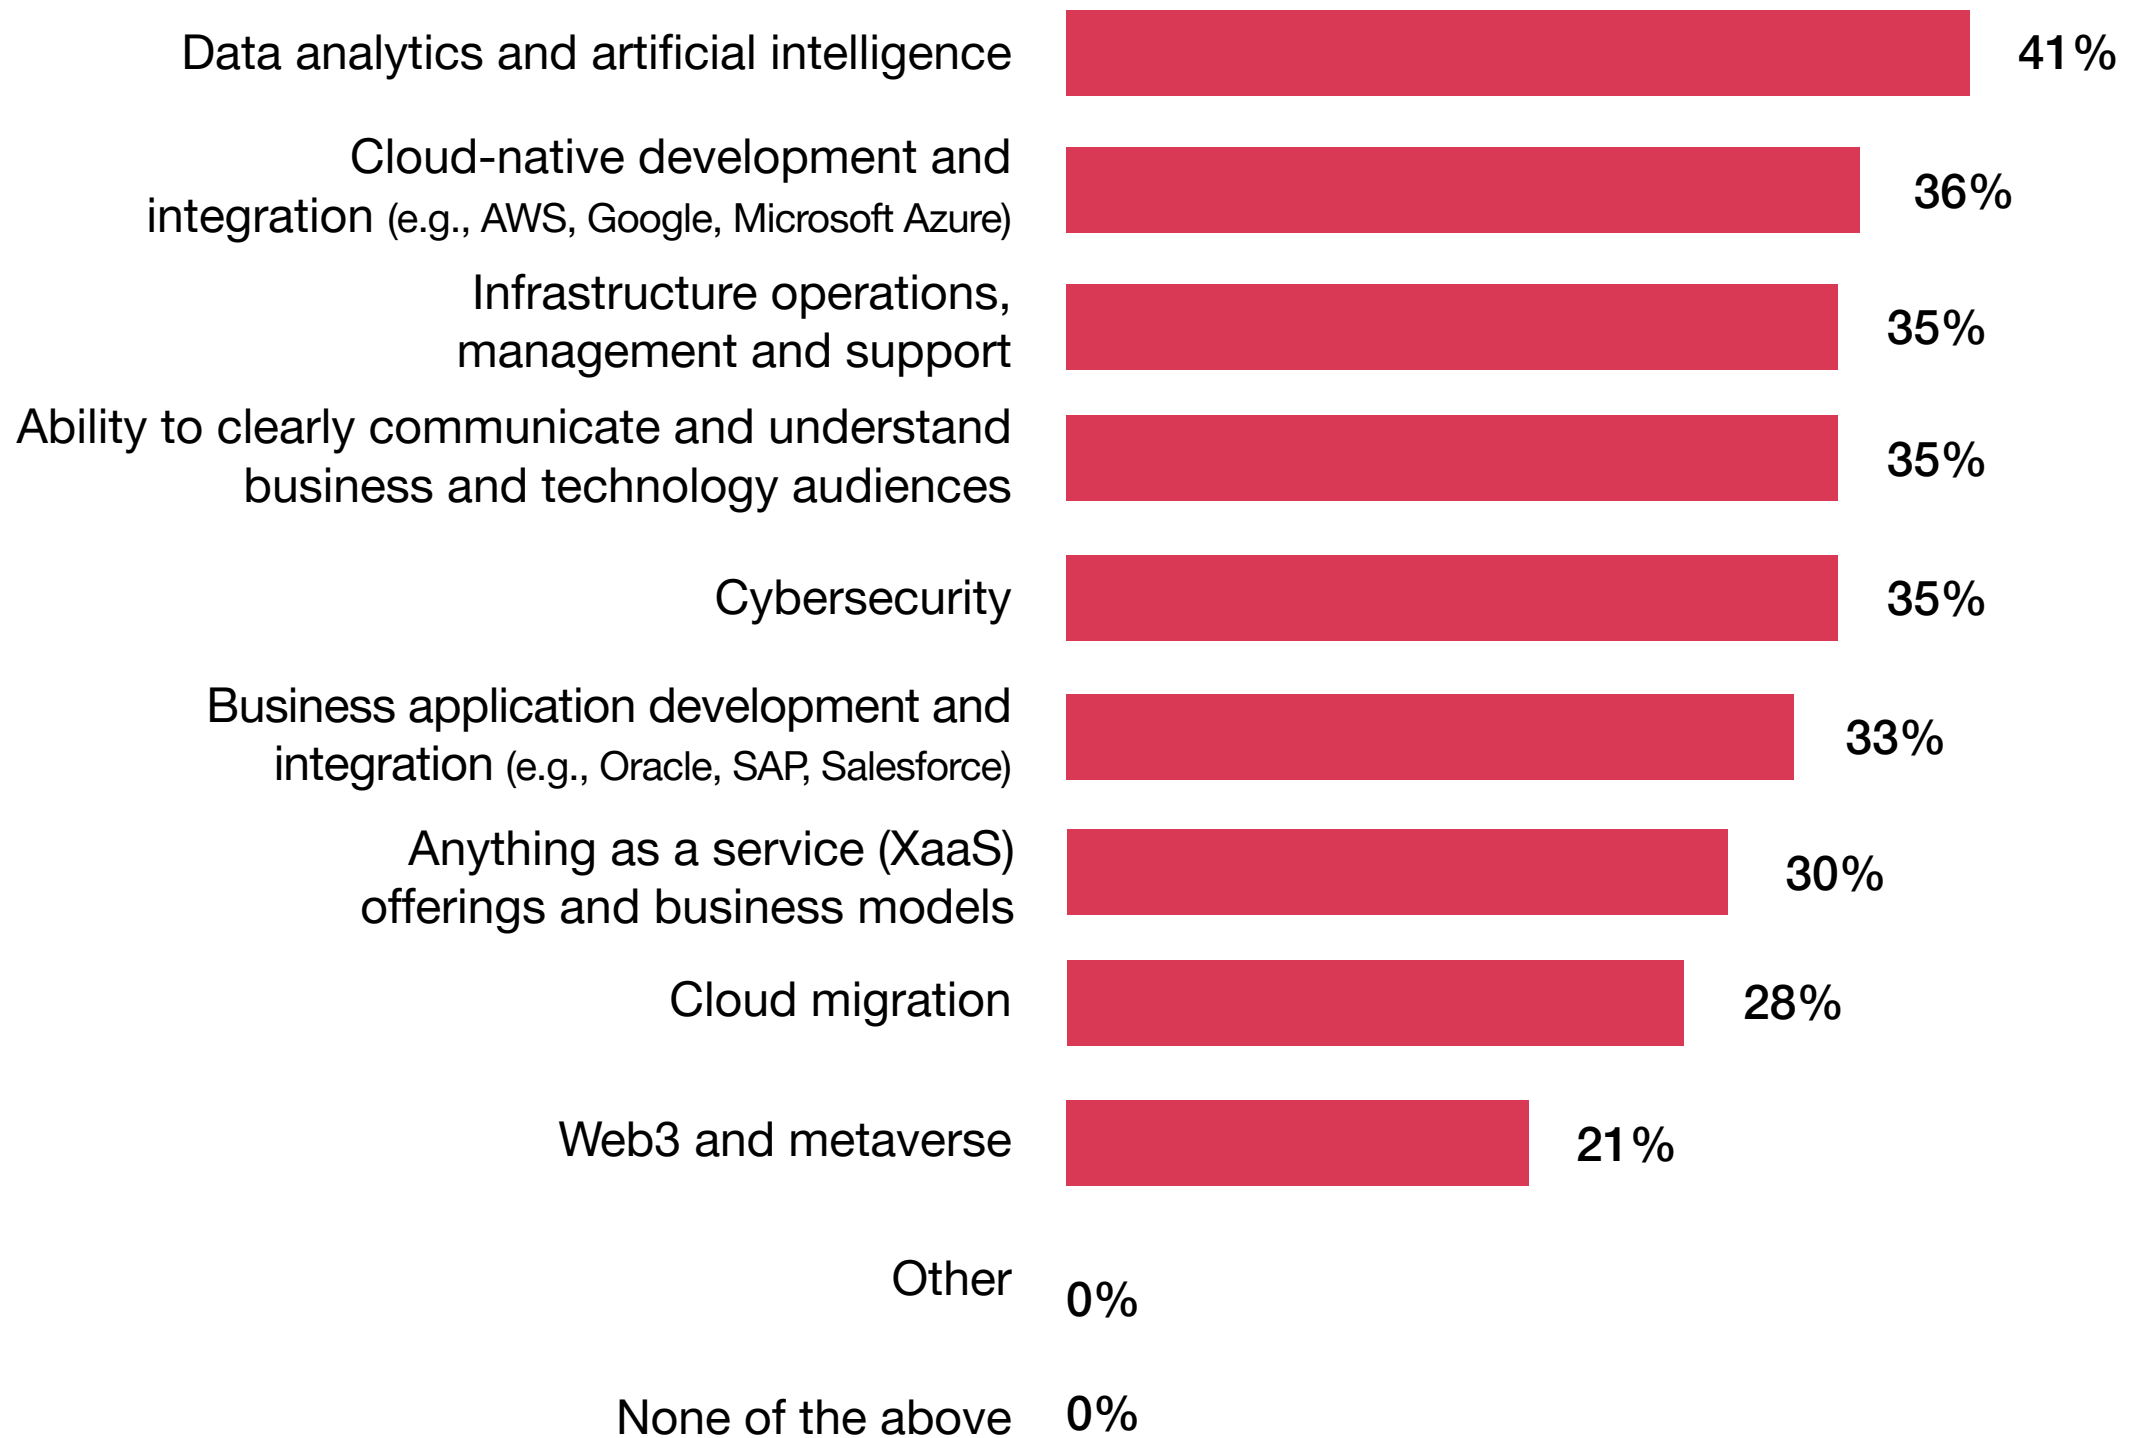 Data analytics and artificial intelligence
41%
Cloud-native development and
integration (e.g., AWS, Google, Microsoft Azure)
36%
Infrastructure operations,
management and support
35%
Ability to clearly communicate and understand
business and technology audiences
35%
Cybersecurity
35%
Business application development and
integration (e.g., Oracle, SAP, Salesforce)
33%
Anything as a service (XaaS)
offerings and business models
30%
Cloud migration
28%
Web3 and metaverse
21%
Other
0%
None of the above
0%